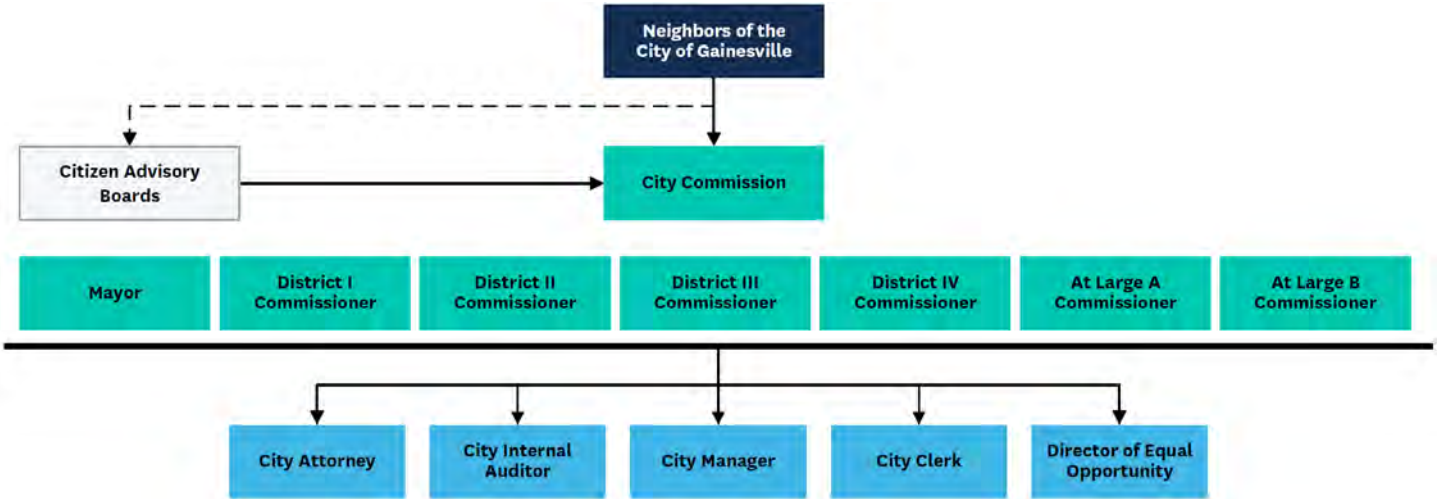 Neighbors of the
City of Gainesville
Citizen Advisory
Boards
City Commission
Mayor
District I
Commissioner
District II
Commissioner
District III
Commissioner
District IV
Commissioner
At Large A
Commissioner
At Large B
Commissioner
City Attorney
City Internal
Auditor
City Manager
City Clerk
Director of Equal
Opportunity